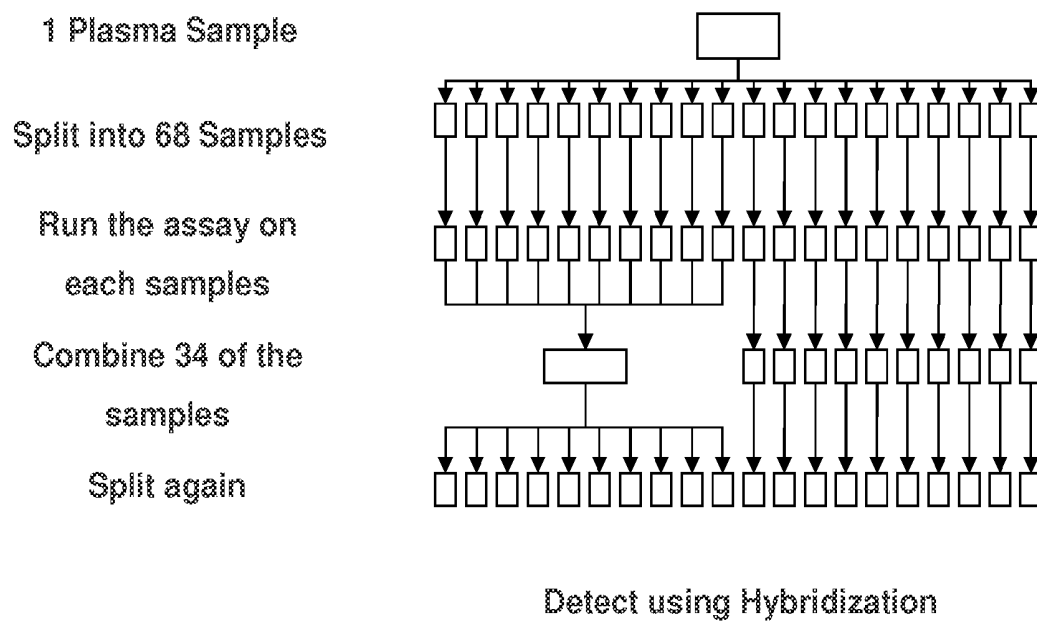 1 Plasma Sample
Split into 68 Samples
Run the assay on
each samples
Combine 34 of the
samples
Split again
Detect using Hybridization